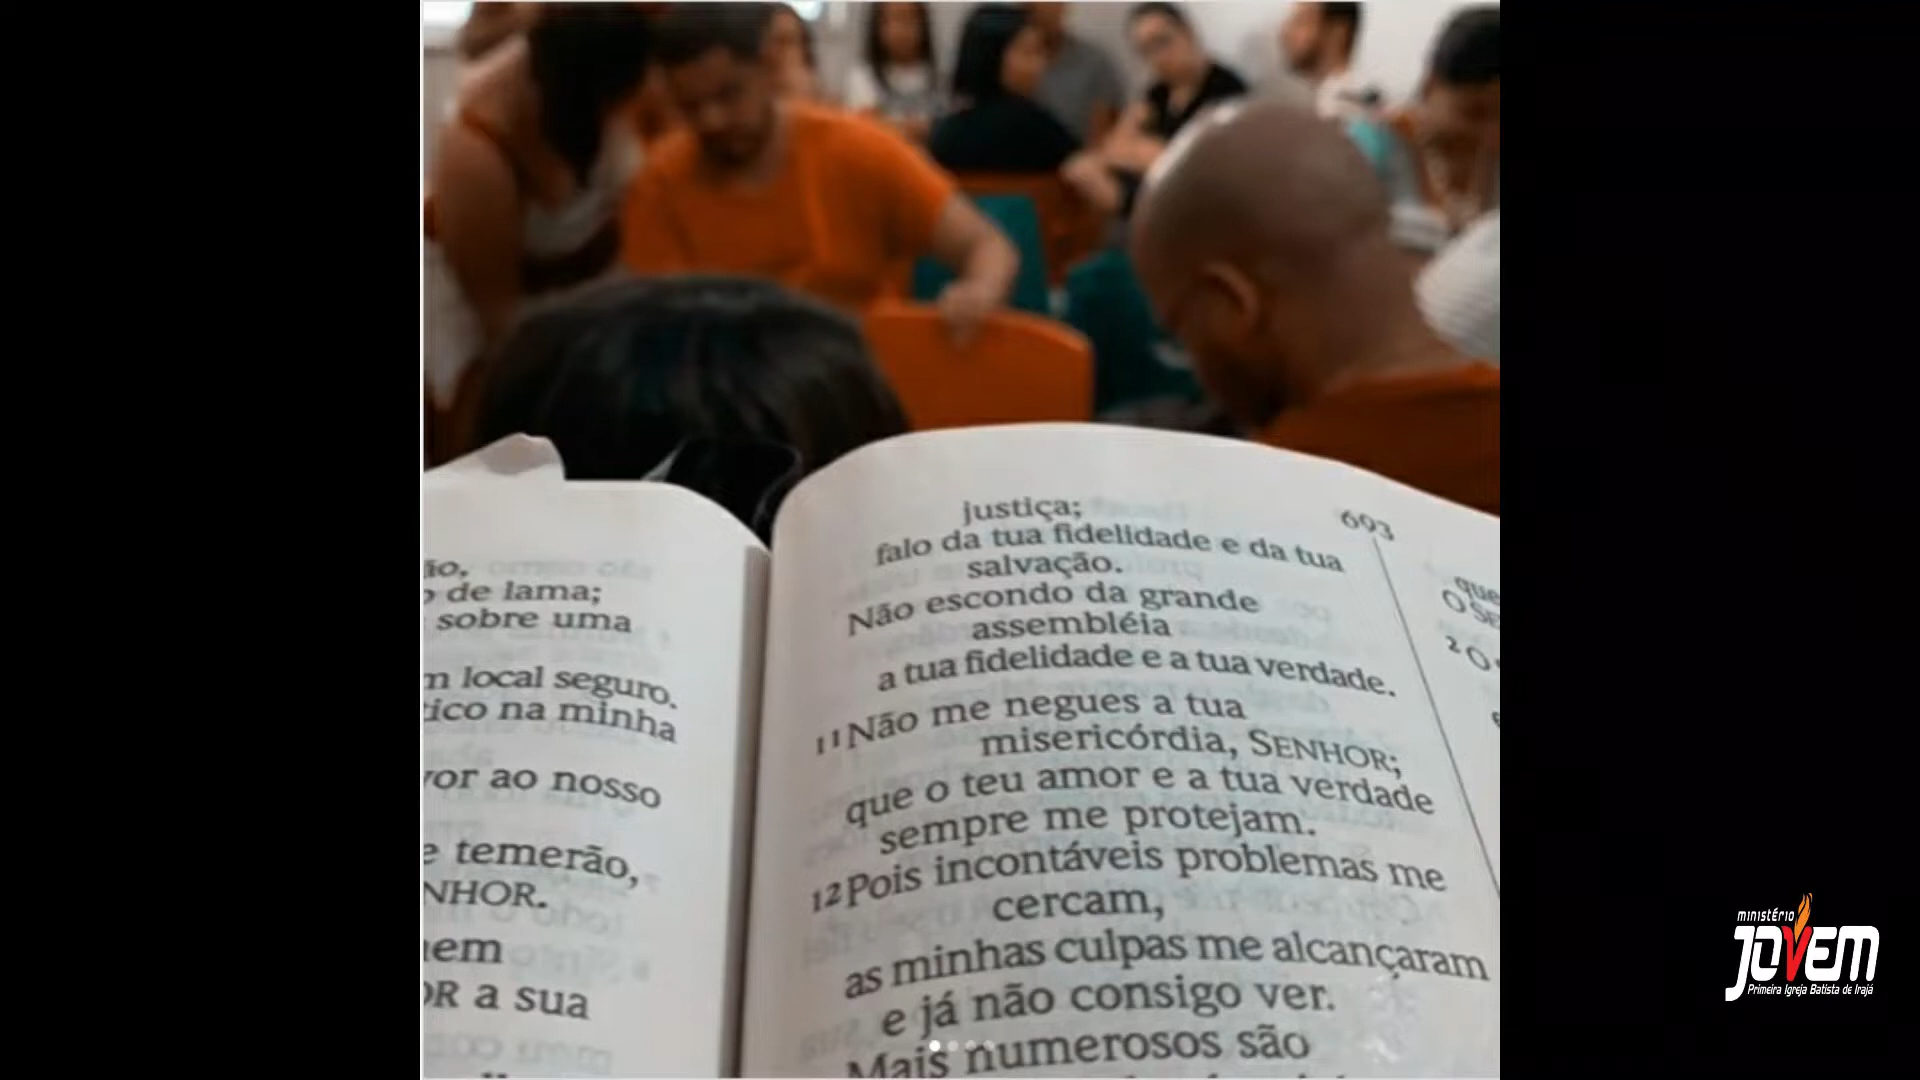 de lama;
sobre uma
local seguro.
na minha
ao nosso
temerão,
NHOR.
a sua
justiça;
falo da tua fidelidade e da tua
salvação.
Não escondo da grande
assembléia
a tua fidelidade e a tua verdade.
11 Não me negues a tua
misericórdia, SENHOR;
que o teu amor e a tua verdade
sempre me protejam.
12 Pois incontáveis problemas me
cercam,
as minhas culpas me alcançaram
e já não consigo ver.
Mais numerosos são
603
que
2 O
MINISTÉRIO
JOVEM
Primeira Igreja Batista de Irajá